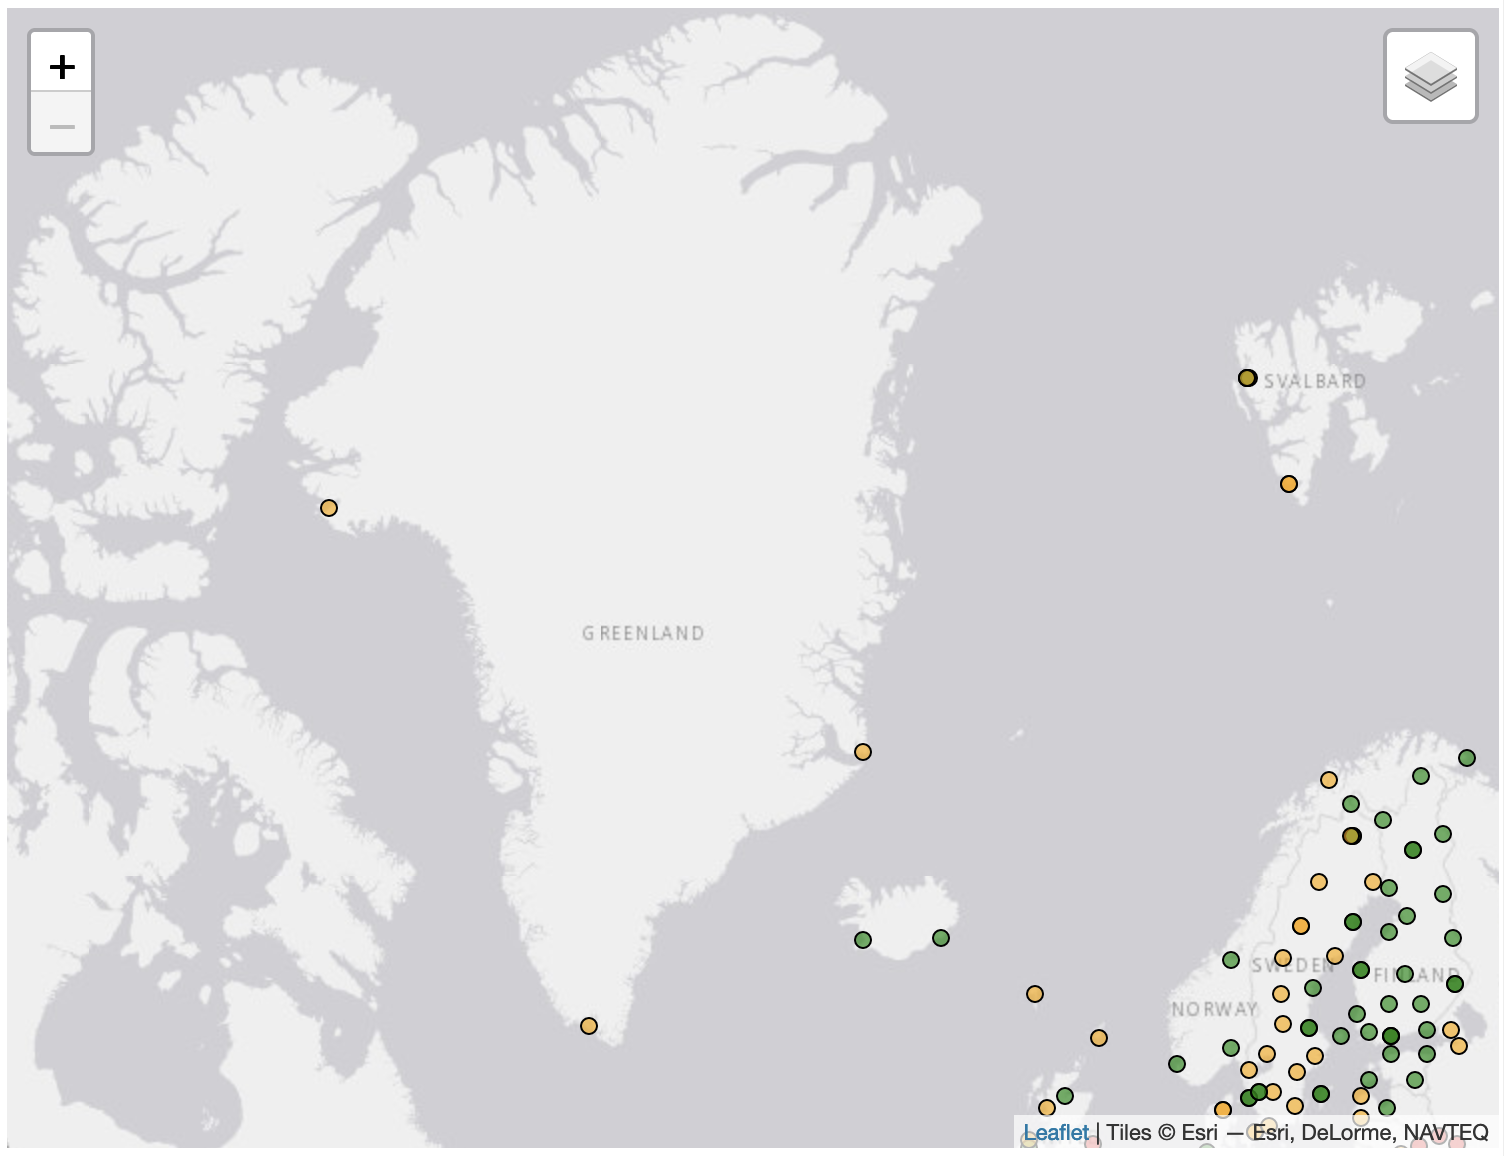 +
−
SVALBARD
GREENLAND
SWEDEN
FINLAND
NORWAY
Leaflet | Tiles © Esri — Esri, DeLorme, NAVTEQ